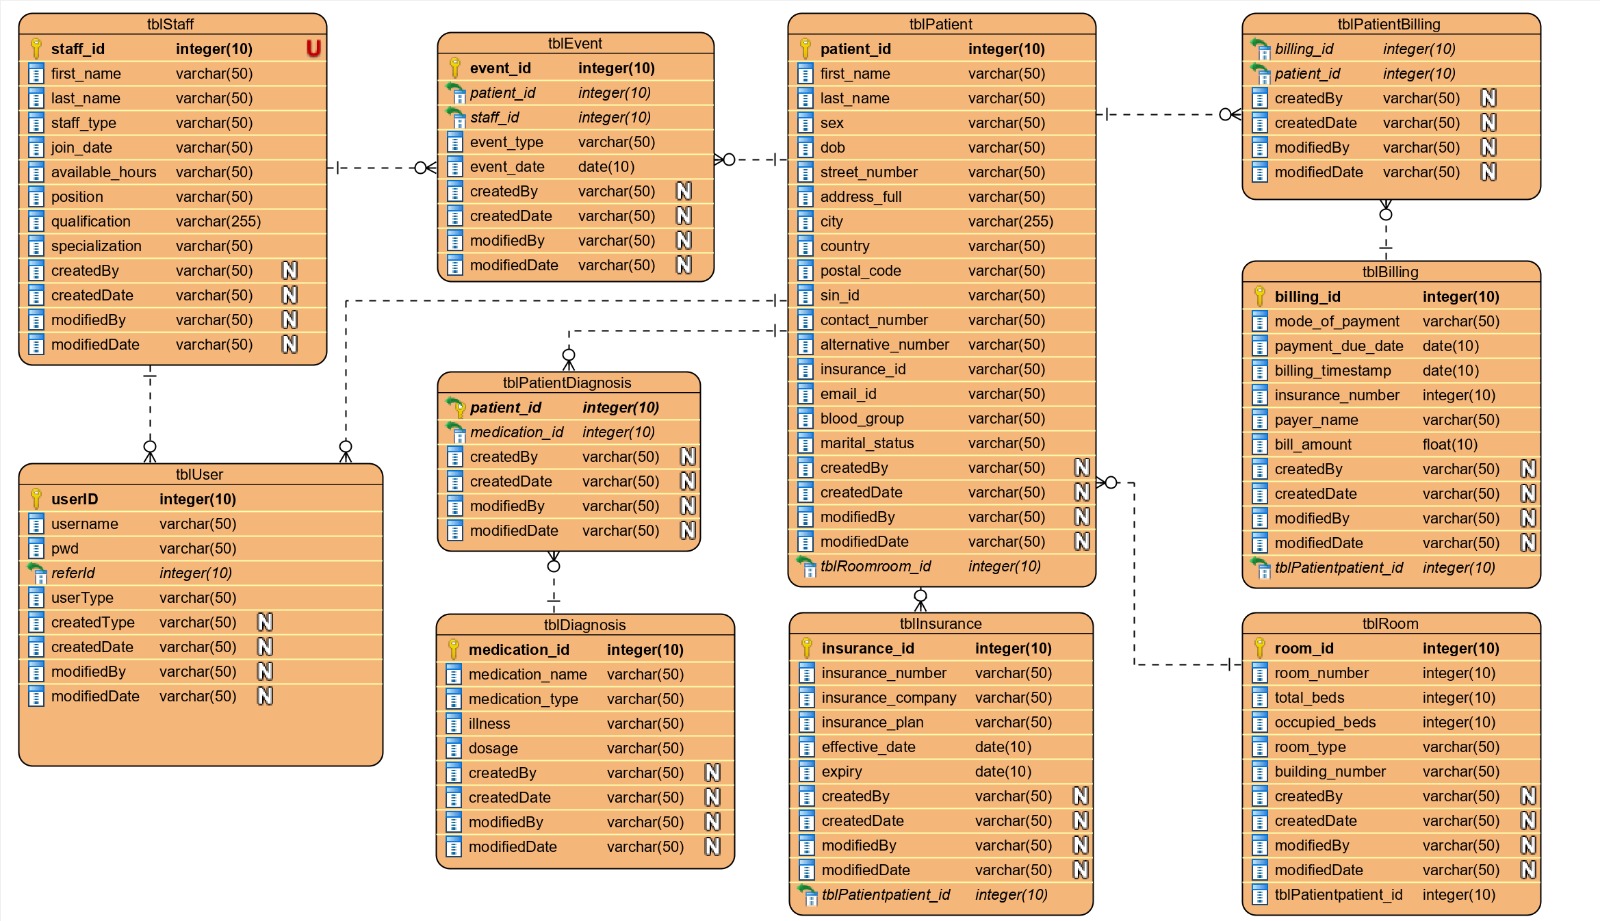 tblStaff
staff_id integer(10) U
first_name varchar(50)
last_name varchar(50)
staff_type varchar(50)
join_date varchar(50)
available_hours varchar(50)
position varchar(50)
qualification varchar(255)
specialization varchar(50)
createdBy varchar(50) N
createdDate varchar(50) N
modifiedBy varchar(50) N
modifiedDate varchar(50) N
tblEvent
event_id integer(10)
patient_id integer(10)
staff_id integer(10)
event_type varchar(50)
event_date date(10)
createdBy varchar(50) N
createdDate varchar(50) N
modifiedBy varchar(50) N
modifiedDate varchar(50) N
tblPatient
patient_id integer(10)
first_name varchar(50)
last_name varchar(50)
sex varchar(50)
dob varchar(50)
street_number varchar(50)
address_full varchar(50)
city varchar(255)
country varchar(50)
postal_code varchar(50)
sin_id varchar(50)
contact_number varchar(50)
alternative_number varchar(50)
insurance_id varchar(50)
email_id varchar(50)
blood_group varchar(50)
marital_status varchar(50)
createdBy varchar(50) N
createdDate varchar(50) N
modifiedBy varchar(50) N
modifiedDate varchar(50) N
tblRoomroom_id integer(10)
tblPatientBilling
billing_id integer(10)
patient_id integer(10)
createdBy varchar(50) N
createdDate varchar(50) N
modifiedBy varchar(50) N
modifiedDate varchar(50) N
tblBilling
billing_id integer(10)
mode_of_payment varchar(50)
payment_due_date date(10)
billing_timestamp date(10)
insurance_number integer(10)
payer_name varchar(50)
bill_amount float(10)
createdBy varchar(50) N
createdDate varchar(50) N
modifiedBy varchar(50) N
modifiedDate varchar(50) N
tblPatientpatient_id integer(10)
tblPatientDiagnosis
patient_id integer(10)
medication_id integer(10)
createdBy varchar(50) N
createdDate varchar(50) N
modifiedBy varchar(50) N
modifiedDate varchar(50) N
tblUser
userID integer(10)
username varchar(50)
pwd varchar(50)
referId integer(10)
userType varchar(50)
createdType varchar(50) N
createdDate varchar(50) N
modifiedBy varchar(50) N
modifiedDate varchar(50) N
tblDiagnosis
medication_id integer(10)
medication_name varchar(50)
medication_type varchar(50)
illness varchar(50)
dosage varchar(50)
createdBy varchar(50) N
createdDate varchar(50) N
modifiedBy varchar(50) N
modifiedDate varchar(50) N
tblInsurance
insurance_id integer(10)
insurance_number varchar(50)
insurance_company varchar(50)
insurance_plan varchar(50)
effective_date date(10)
expiry date(10)
createdBy varchar(50) N
createdDate varchar(50) N
modifiedBy varchar(50) N
modifiedDate varchar(50) N
tblPatientpatient_id integer(10)
tblRoom
room_id integer(10)
room_number integer(10)
total_beds integer(10)
occupied_beds integer(10)
room_type varchar(50)
building_number varchar(50)
createdBy varchar(50) N
createdDate varchar(50) N
modifiedBy varchar(50) N
modifiedDate varchar(50) N
tblPatientpatient_id integer(10)